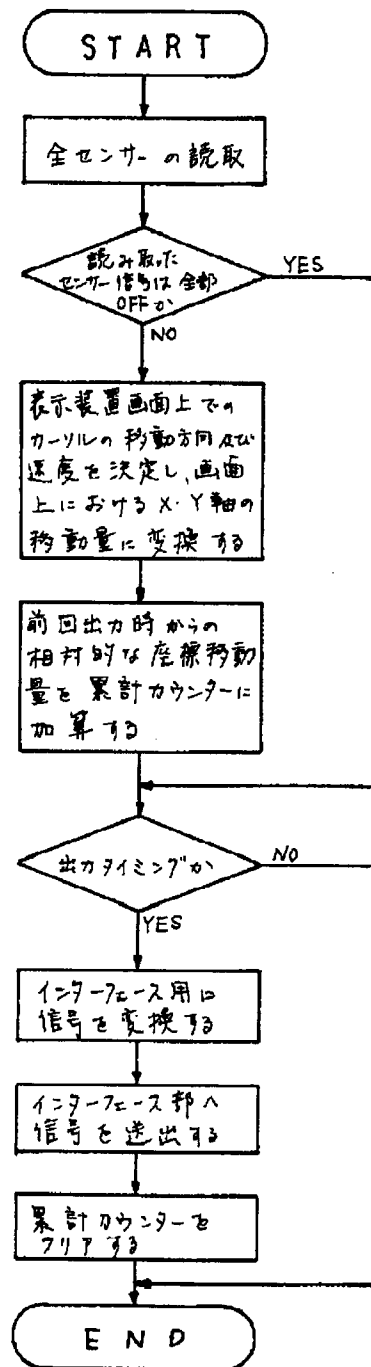 START
全センサーの読取
読み取った
センサー信号は全部
OFFか
YES
NO
表示装置画面上での
カーソルの移動方向及び
速度を決定し、画面
上におけるX・Y軸の
移動量に変換する
前回出力時からの
相対的な座標移動
量を累計カウンターに
加算する
出力タイミングか
NO
YES
インターフェース用に
信号を変換する
インターフェース部へ
信号を送出する
累計カウンターを
クリアする
END